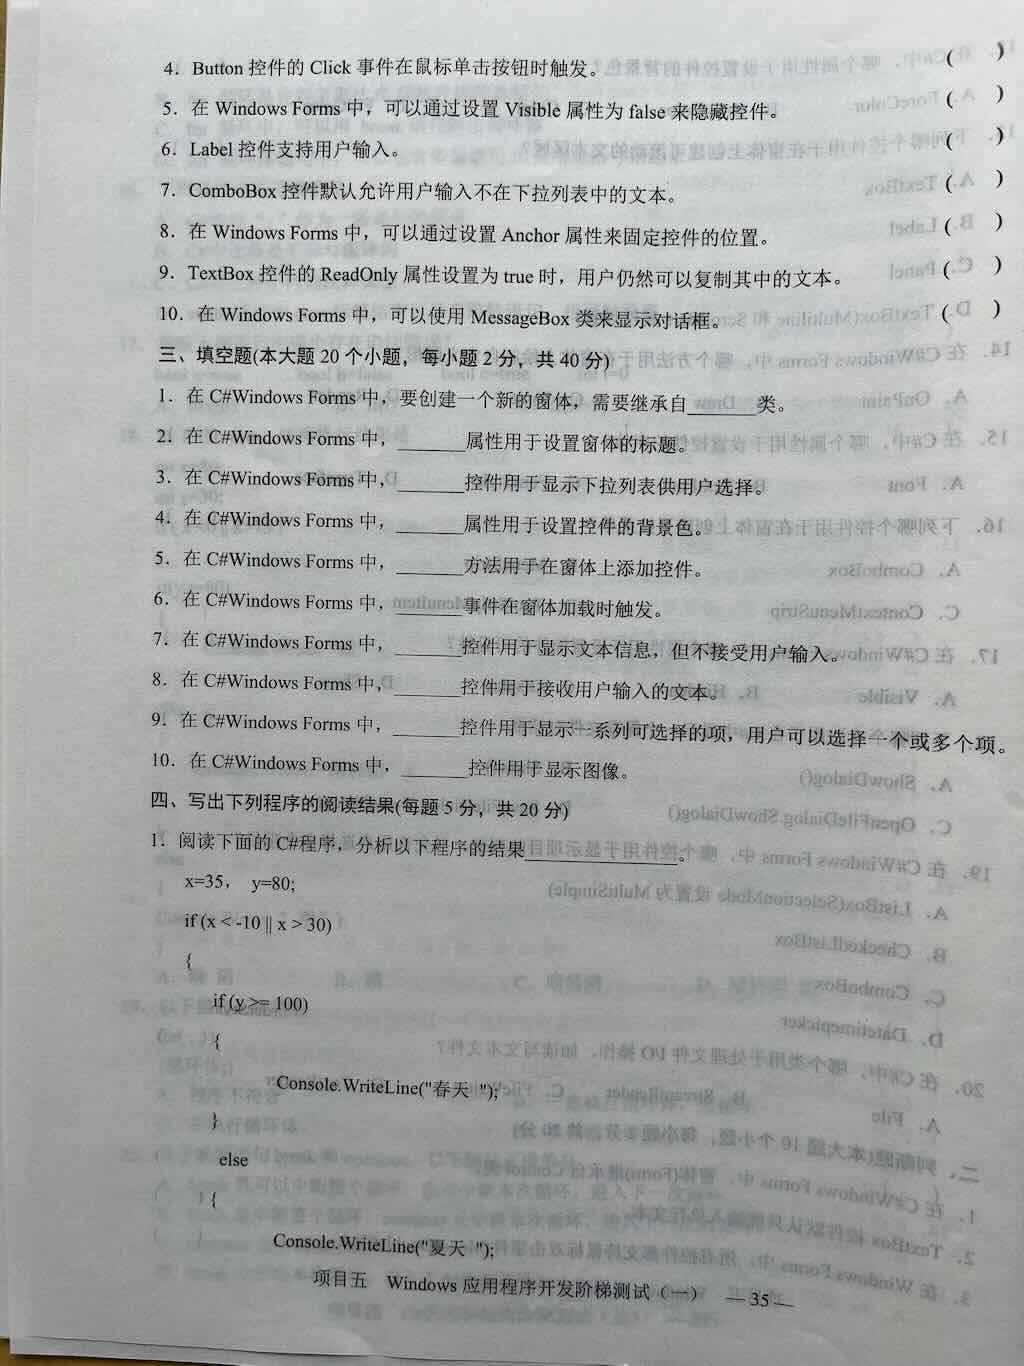 4．Button 控件的 Click 事件在鼠标单击按钮时触发。 ( )
5．在 Windows Forms 中，可以通过设置 Visible 属性为 false 来隐藏控件。 ( )
6．Label 控件支持用户输入。 ( )
7．ComboBox 控件默认允许用户输入不在下拉列表中的文本。 ( )
8．在 Windows Forms 中，可以通过设置 Anchor 属性来固定控件的位置。 ( )
9．TextBox 控件的 ReadOnly 属性设置为 true 时，用户仍然可以复制其中的文本。 ( )
10．在 Windows Forms 中，可以使用 MessageBox 类来显示对话框。 ( )
三、填空题(本大题 20 个小题，每小题 2 分，共 40 分)
1．在 C#Windows Forms 中，要创建一个新的窗体，需要继承自_______类。
2．在 C#Windows Forms 中，_______属性用于设置窗体的标题。
3．在 C#Windows Forms 中，_______控件用于显示下拉列表供用户选择。
4．在 C#Windows Forms 中，_______属性用于设置控件的背景色。
5．在 C#Windows Forms 中，_______方法用于在窗体上添加控件。
6．在 C#Windows Forms 中，_______事件在窗体加载时触发。
7．在 C#Windows Forms 中，_______控件用于显示文本信息，但不接受用户输入。
8．在 C#Windows Forms 中，_______控件用于接收用户输入的文本。
9．在 C#Windows Forms 中，_______控件用于显示一系列可选择的项，用户可以选择一个或多个项。
10．在 C#Windows Forms 中，_______控件用于显示图像。
四、写出下列程序的阅读结果(每题 5 分，共 20 分)
1．阅读下面的 C#程序，分析以下程序的结果________________。
x=35， y=80;
if (x < -10 || x > 30)
{
if (y >= 100)
{
Console.WriteLine("春天 ");
}
else
{
Console.WriteLine("夏天 ");
项目五 Windows 应用程序开发阶梯测试（一） —35—